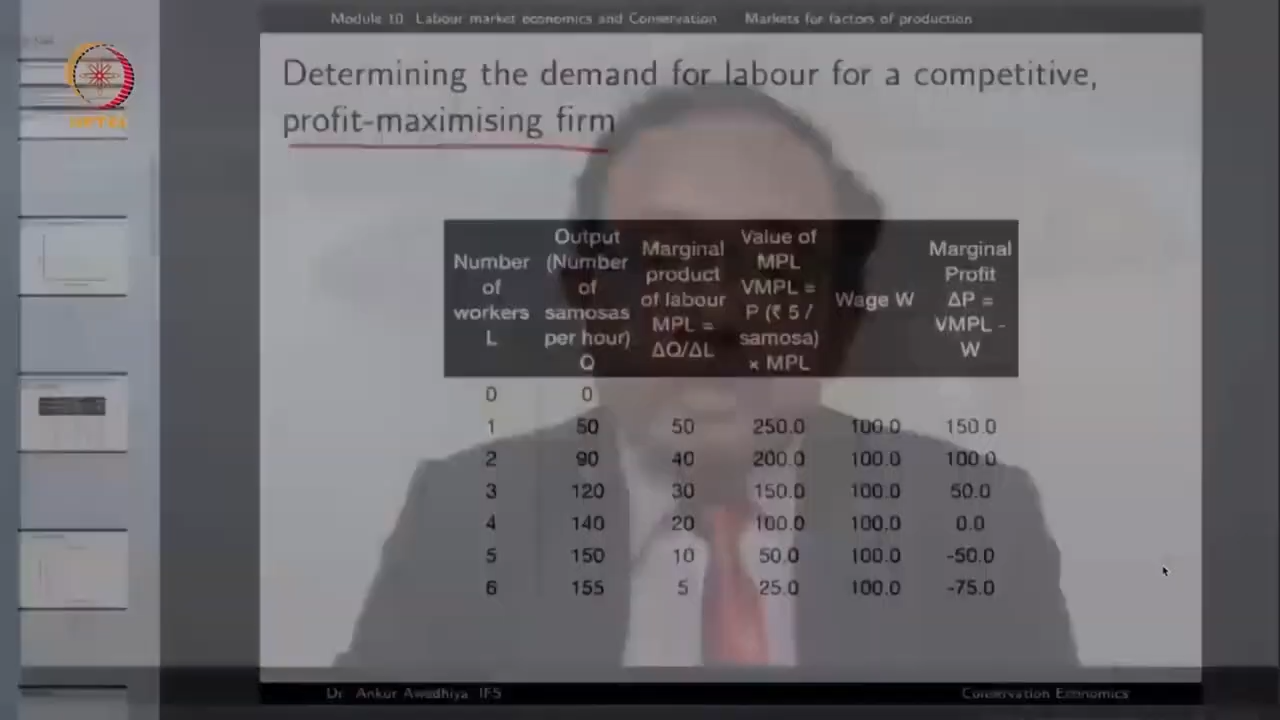 Module 10: Labour market economics and Conservation Markets for factors of production
Determining the demand for labour for a competitive,
profit-maximising firm
Number of workers L | Output (Number of samosas per hour) Q | Marginal product of labour MPL = ΔQ/ΔL | Value of MPL VMPL = P (₹ 5 / samosa) × MPL | Wage W | Marginal Profit ΔP = VMPL - W
0 0
1 50 50 250.0 100.0 150.0
2 90 40 200.0 100.0 100.0
3 120 30 150.0 100.0 50.0
4 140 20 100.0 100.0 0.0
5 150 10 50.0 100.0 -50.0
6 155 5 25.0 100.0 -75.0
Dr. Ankur Awadhiya, IFS Conservation Economics